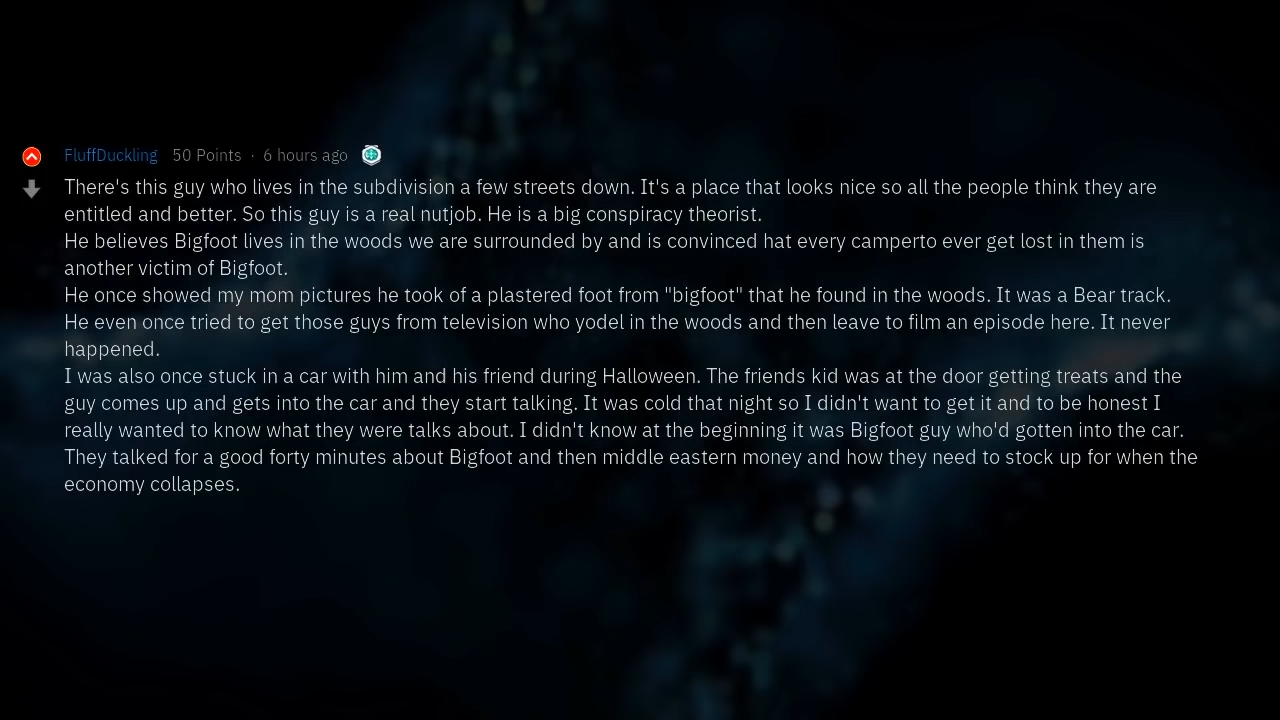 FluffDuckling 50 Points · 6 hours ago
There's this guy who lives in the subdivision a few streets down. It's a place that looks nice so all the people think they are
entitled and better. So this guy is a real nutjob. He is a big conspiracy theorist.
He believes Bigfoot lives in the woods we are surrounded by and is convinced hat every camperto ever get lost in them is
another victim of Bigfoot.
He once showed my mom pictures he took of a plastered foot from "bigfoot" that he found in the woods. It was a Bear track.
He even once tried to get those guys from television who yodel in the woods and then leave to film an episode here. It never
happened.
I was also once stuck in a car with him and his friend during Halloween. The friends kid was at the door getting treats and the
guy comes up and gets into the car and they start talking. It was cold that night so I didn't want to get it and to be honest I
really wanted to know what they were talks about. I didn't know at the beginning it was Bigfoot guy who'd gotten into the car.
They talked for a good forty minutes about Bigfoot and then middle eastern money and how they need to stock up for when the
economy collapses.